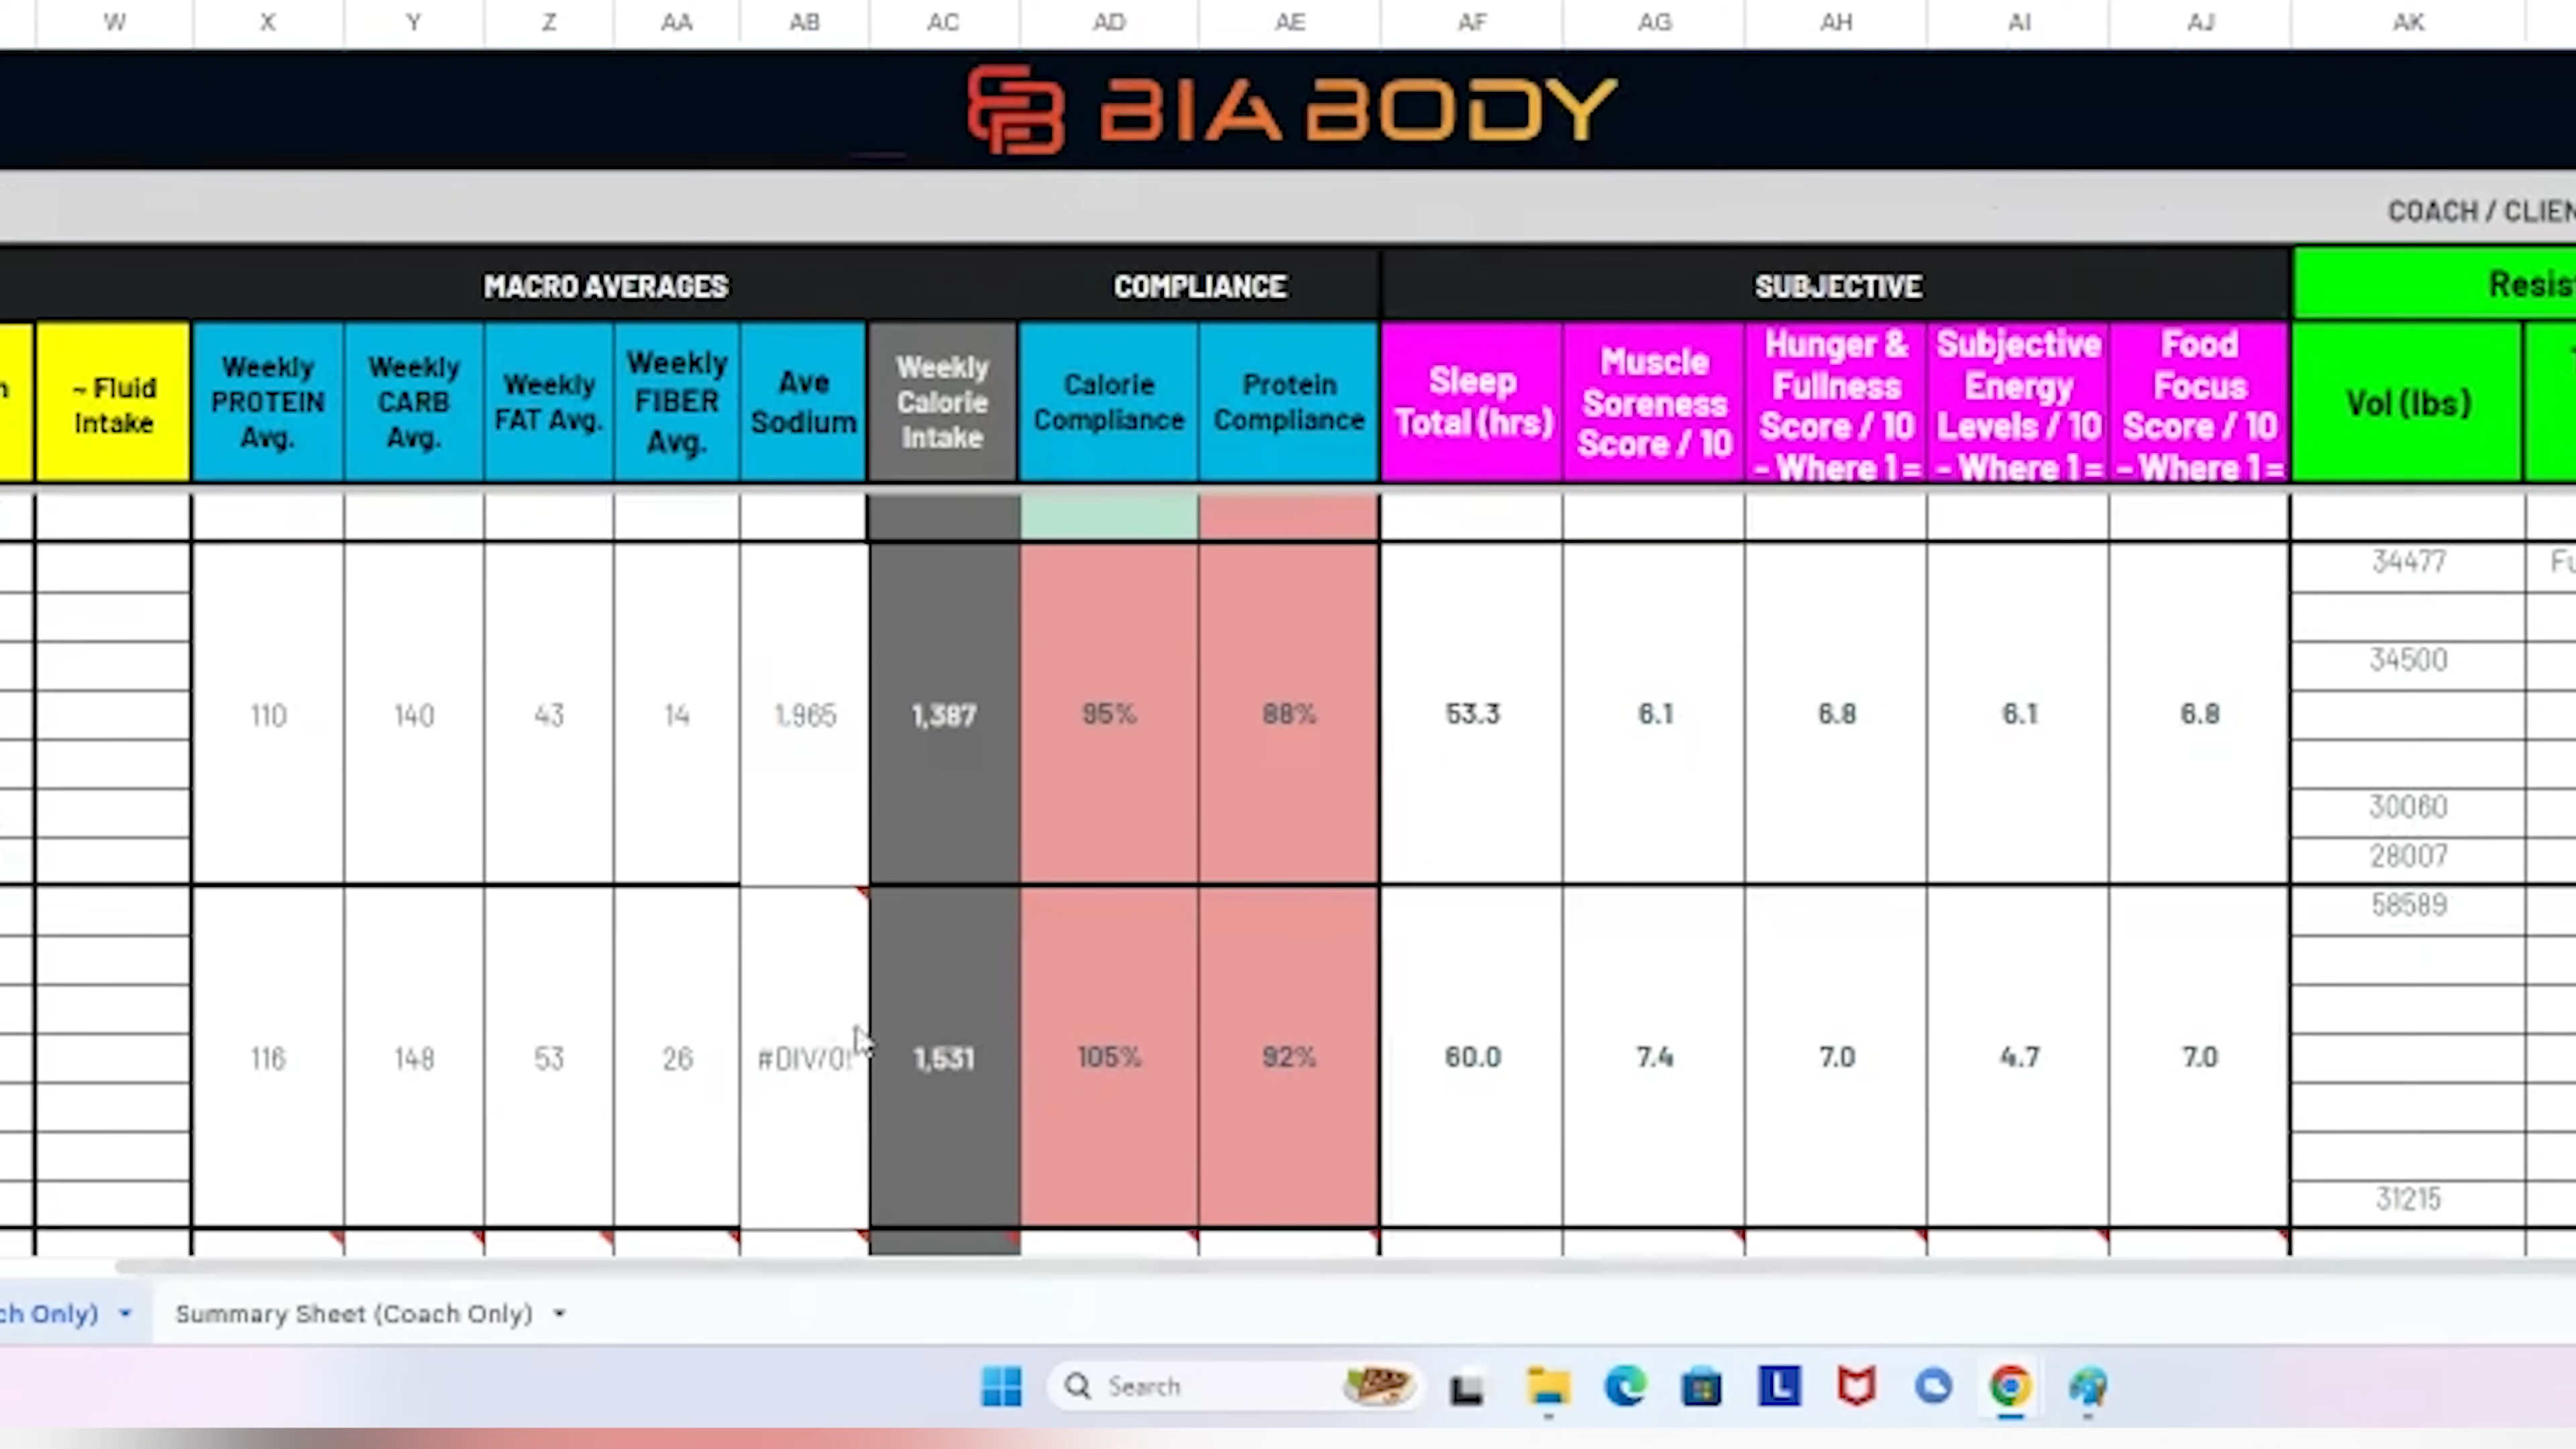 W X Y Z AA AB AC AD AE AF AG AH AI AJ AK
BIA BODY
COACH / CLIEN
MACRO AVERAGES COMPLIANCE SUBJECTIVE Resis
~ Fluid Intake
Weekly PROTEIN Avg.
Weekly CARB Avg.
Weekly FAT Avg.
Weekly FIBER Avg.
Ave Sodium
Weekly Calorie Intake
Calorie Compliance
Protein Compliance
Sleep Total (hrs)
Muscle Soreness Score / 10
Hunger & Fullness Score / 10 - Where 1 =
Subjective Energy Levels / 10 - Where 1 =
Food Focus Score / 10 - Where 1 =
Vol (lbs)
34477 Fu
34500
110 140 43 14 1,965 1,387 95% 88% 53.3 6.1 6.8 6.1 6.8
30060
28007
58589
116 148 53 26 #DIV/0! 1,531 105% 92% 60.0 7.4 7.0 4.7 7.0
31215
ch Only) Summary Sheet (Coach Only)
Search